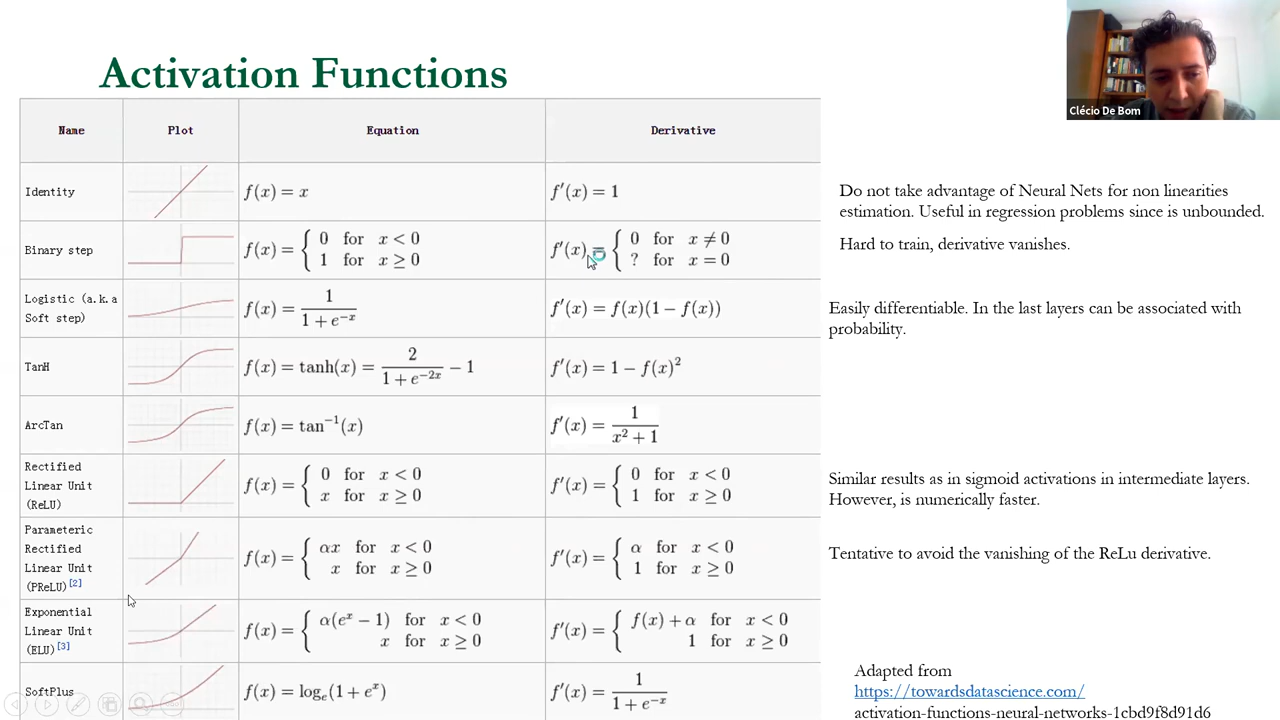 Activation Functions
Clécio De Bom
Name Plot Equation Derivative
Identity f(x) = x f′(x) = 1
Do not take advantage of Neural Nets for non linearities
estimation. Useful in regression problems since is unbounded.
Binary step f(x) = { 0 for x < 0 f′(x) = { 0 for x ≠ 0
1 for x ≥ 0 ? for x = 0
Hard to train, derivative vanishes.
Logistic (a.k.a
Soft step) f(x) = 1 / (1 + e^−x) f′(x) = f(x)(1 − f(x))
Easily differentiable. In the last layers can be associated with
probability.
TanH f(x) = tanh(x) = 2 / (1 + e^−2x) − 1 f′(x) = 1 − f(x)²
ArcTan f(x) = tan⁻¹(x) f′(x) = 1 / (x² + 1)
Rectified
Linear Unit
(ReLU) f(x) = { 0 for x < 0 f′(x) = { 0 for x < 0
x for x ≥ 0 1 for x ≥ 0
Similar results as in sigmoid activations in intermediate layers.
However, is numerically faster.
Parameteric
Rectified
Linear Unit
(PReLU)[2] f(x) = { αx for x < 0 f′(x) = { α for x < 0
x for x ≥ 0 1 for x ≥ 0
Tentative to avoid the vanishing of the ReLu derivative.
Exponential
Linear Unit
(ELU)[3] f(x) = { α(e^x − 1) for x < 0 f′(x) = { f(x) + α for x < 0
x for x ≥ 0 1 for x ≥ 0
SoftPlus f(x) = logₑ(1 + e^x) f′(x) = 1 / (1 + e^−x)
Adapted from
https://towardsdatascience.com/
activation-functions-neural-networks-1cbd9f8d91d6